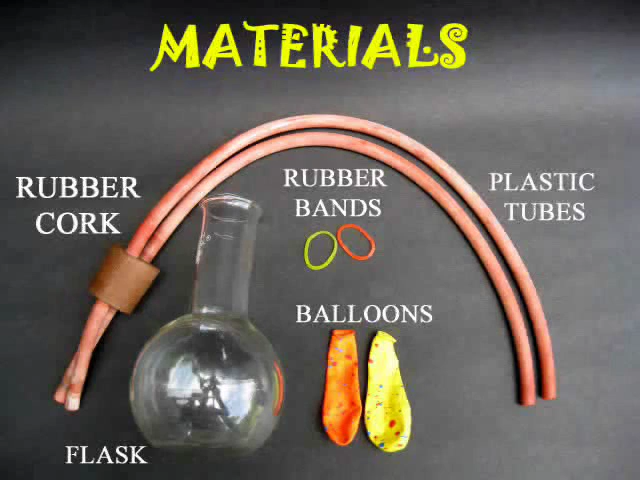 MATERIALS
RUBBER
CORK
RUBBER
BANDS
PLASTIC
TUBES
BALLOONS
FLASK